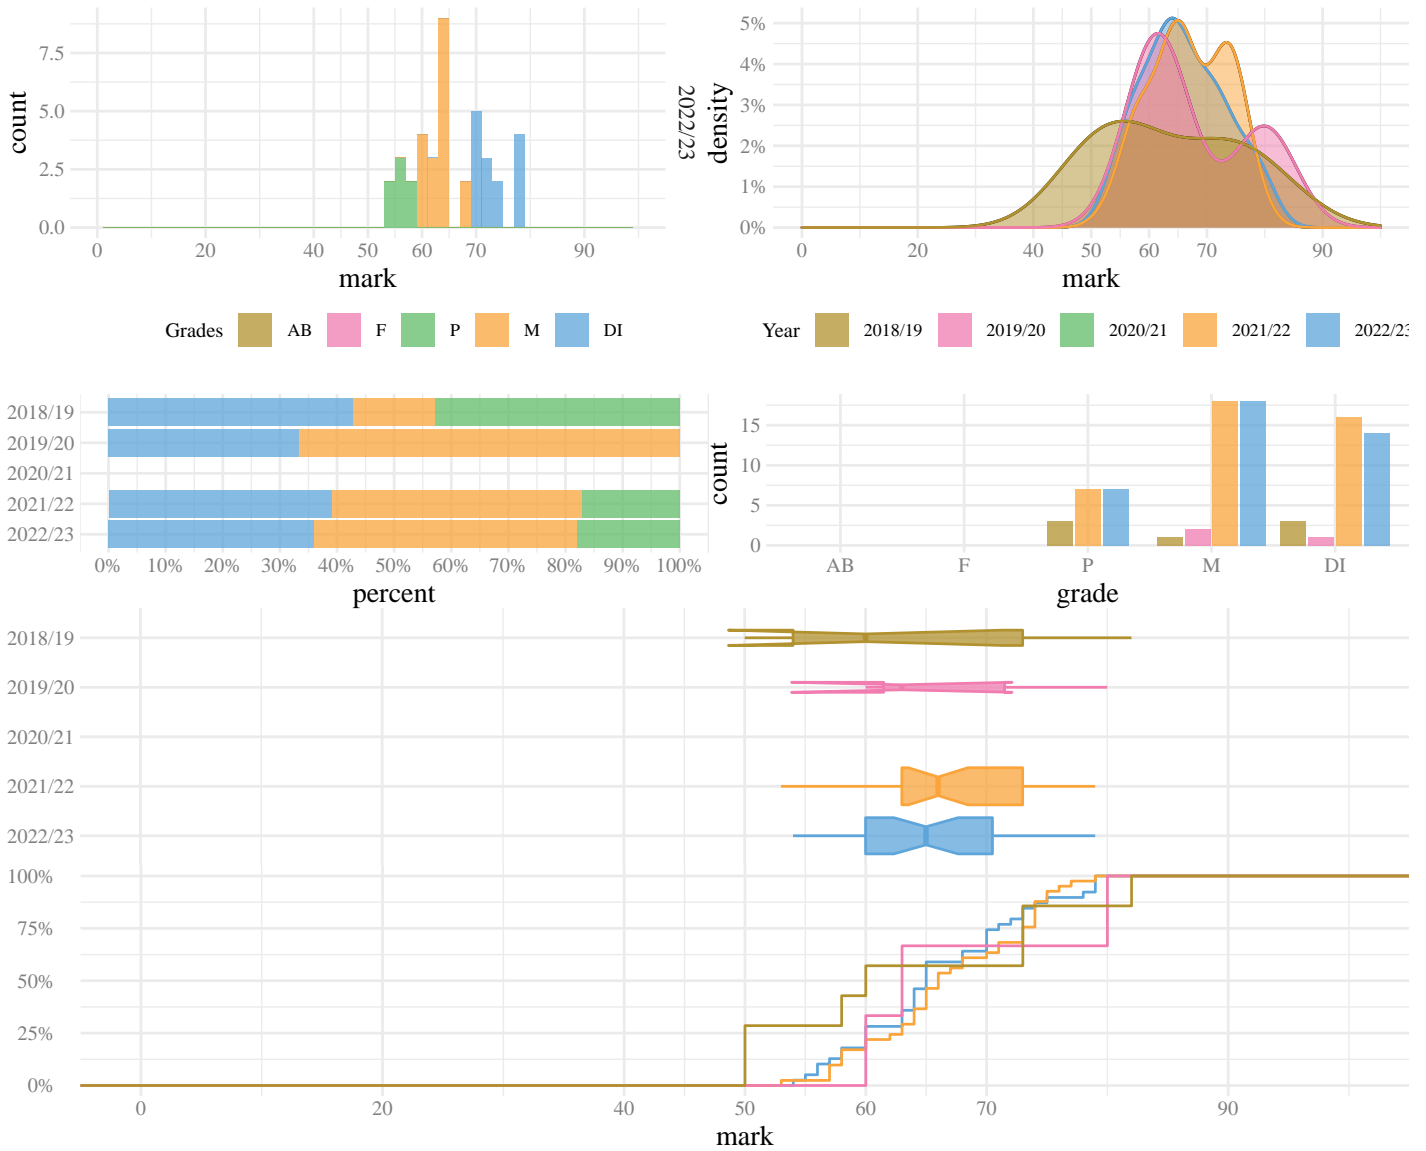 7.5
5.0
2.5
0.0
count
0 20 40 50 60 70 90
mark
2022/23
Grades AB F P M DI
5%
4%
3%
2%
1%
0%
density
0 20 40 50 60 70 90
mark
Year 2018/19 2019/20 2020/21 2021/22 2022/23
2018/19
2019/20
2020/21
2021/22
2022/23
0% 10% 20% 30% 40% 50% 60% 70% 80% 90% 100%
percent
15
10
5
0
count
AB F P M DI
grade
2018/19
2019/20
2020/21
2021/22
2022/23
100%
75%
50%
25%
0%
0 20 40 50 60 70 90
mark